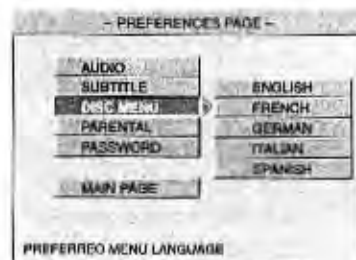 – PREFERENCES PAGE –
AUDIO
SUBTITLE
DISC MENU
PARENTAL
PASSWORD
MAIN PAGE
ENGLISH
FRENCH
GERMAN
ITALIAN
SPANISH
PREFERRED MENU LANGUAGE